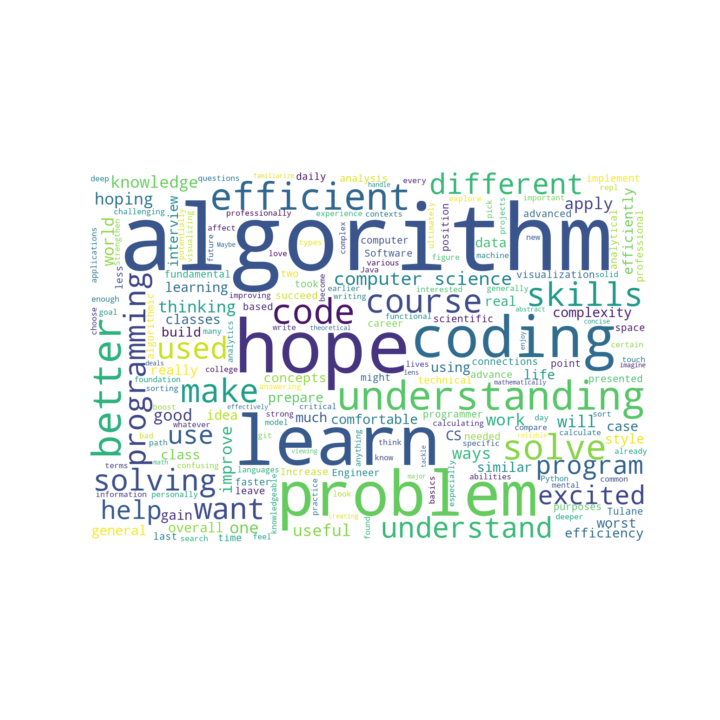 deep
questions
familiarize
daily
analysis
handle
every
implement
repl
knowledge
efficient
different
hoping
challenging
interview
professionally
experience
contexts
explore
important
generally
apply
advanced
algorithm
world
strengthen
applications
less
potentially
visualizing
future
affect
Maybe
love
types
complex
computer
Software
various
earlier
ultimately
position
pick
figure
machine
data
projects
new
analytical
efficiently
professional
fundamental
learning
improving
two
took
succeed
computer science
Java
interested
visualization
solid
real
skills
certain
choose
enough
goal
sorting
build
based
become
writing
functional
scientific
abstract
concise
complexity
space
thinking
classes
many
algorithmic
programming
code
course
coding
hope
write
theoretical
career
enjoy
touch
imagine
better
used
really
analytics
college
answering
lives
lens
technical
advance
mathematically
connections
point
presented
foundation
deals
boost
concepts
using
might
understanding
make
prepare
effectively
comfortable
programmer
calculating
day
work
will
case
whatever
good
use
idea
much
strong
critical
model
learn
CS
needed
compare
calculate
sort
style
already
bad
path
math
class
confusing
improve
git
languages
anything
think
know
tackle
specific
ways
solve
reliable
Python
common
terms
information
personally
solving
faster
Increase
Engineer
basics
especially
similar
abilities
program
mental
deeper
help
gain
want
leave
knowledgeable
practice
look
major
problem
excited
purposes
Tulane
general
overall
one
useful
found
viewing
creating
understand
worst
last
search
time
feel
efficiency